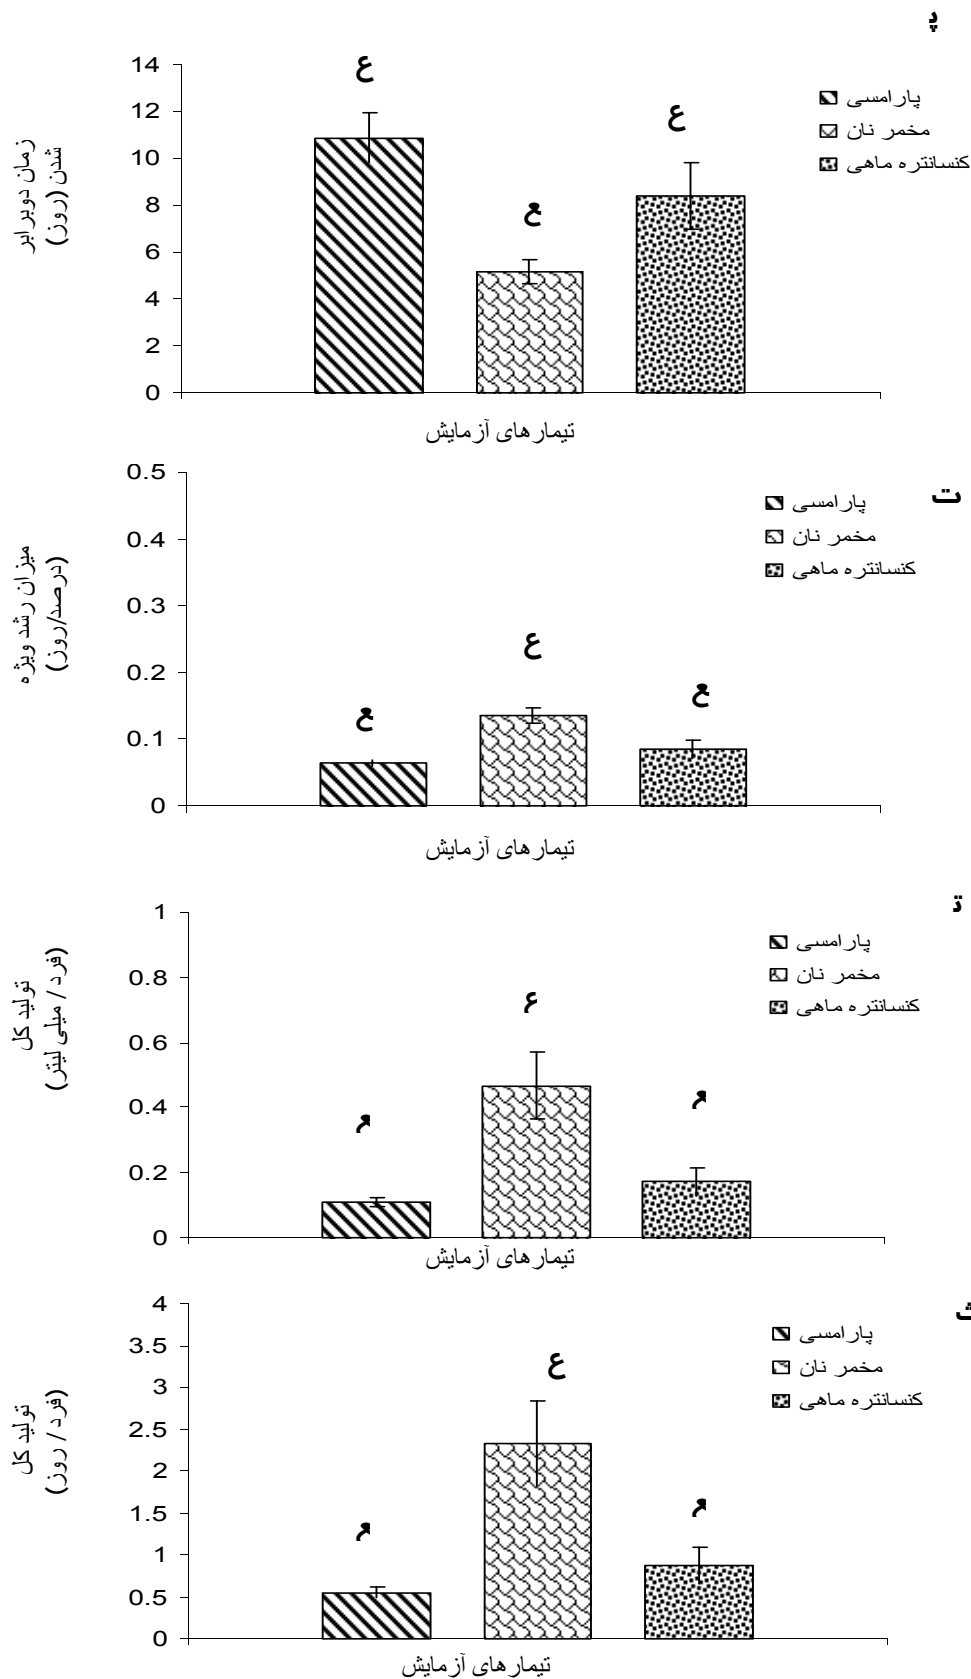 پ
14
12
10
8
6
4
2
0
زمان دوبرابر
شدن (روز)
ع
ع
ع
پارامسی
مخمر نان
کنسانتره ماهی
تیمارهای آزمایش
ت
0.5
0.4
0.3
0.2
0.1
0
میزان رشد ویژه
(درصد/روز)
ع
ع
ع
پارامسی
مخمر نان
کنسانتره ماهی
تیمارهای آزمایش
1
0.8
0.6
0.4
0.2
0
تولید کل
(فرد / میلی لیتر)
پارامسی
مخمر نان
کنسانتره ماهی
تیمارهای آزمایش
ث
4
3.5
3
2.5
2
1.5
1
0.5
0
تولید کل
(فرد / روز)
ع
پارامسی
مخمر نان
کنسانتره ماهی
تیمارهای آزمایش